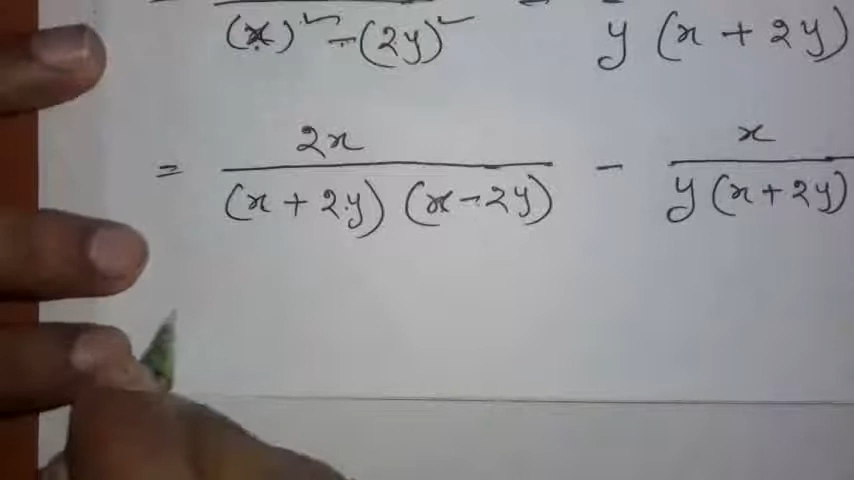 (x)² - (2y)² - y (x + 2y)
= 2x / (x + 2y) (x - 2y) - x / y (x + 2y)